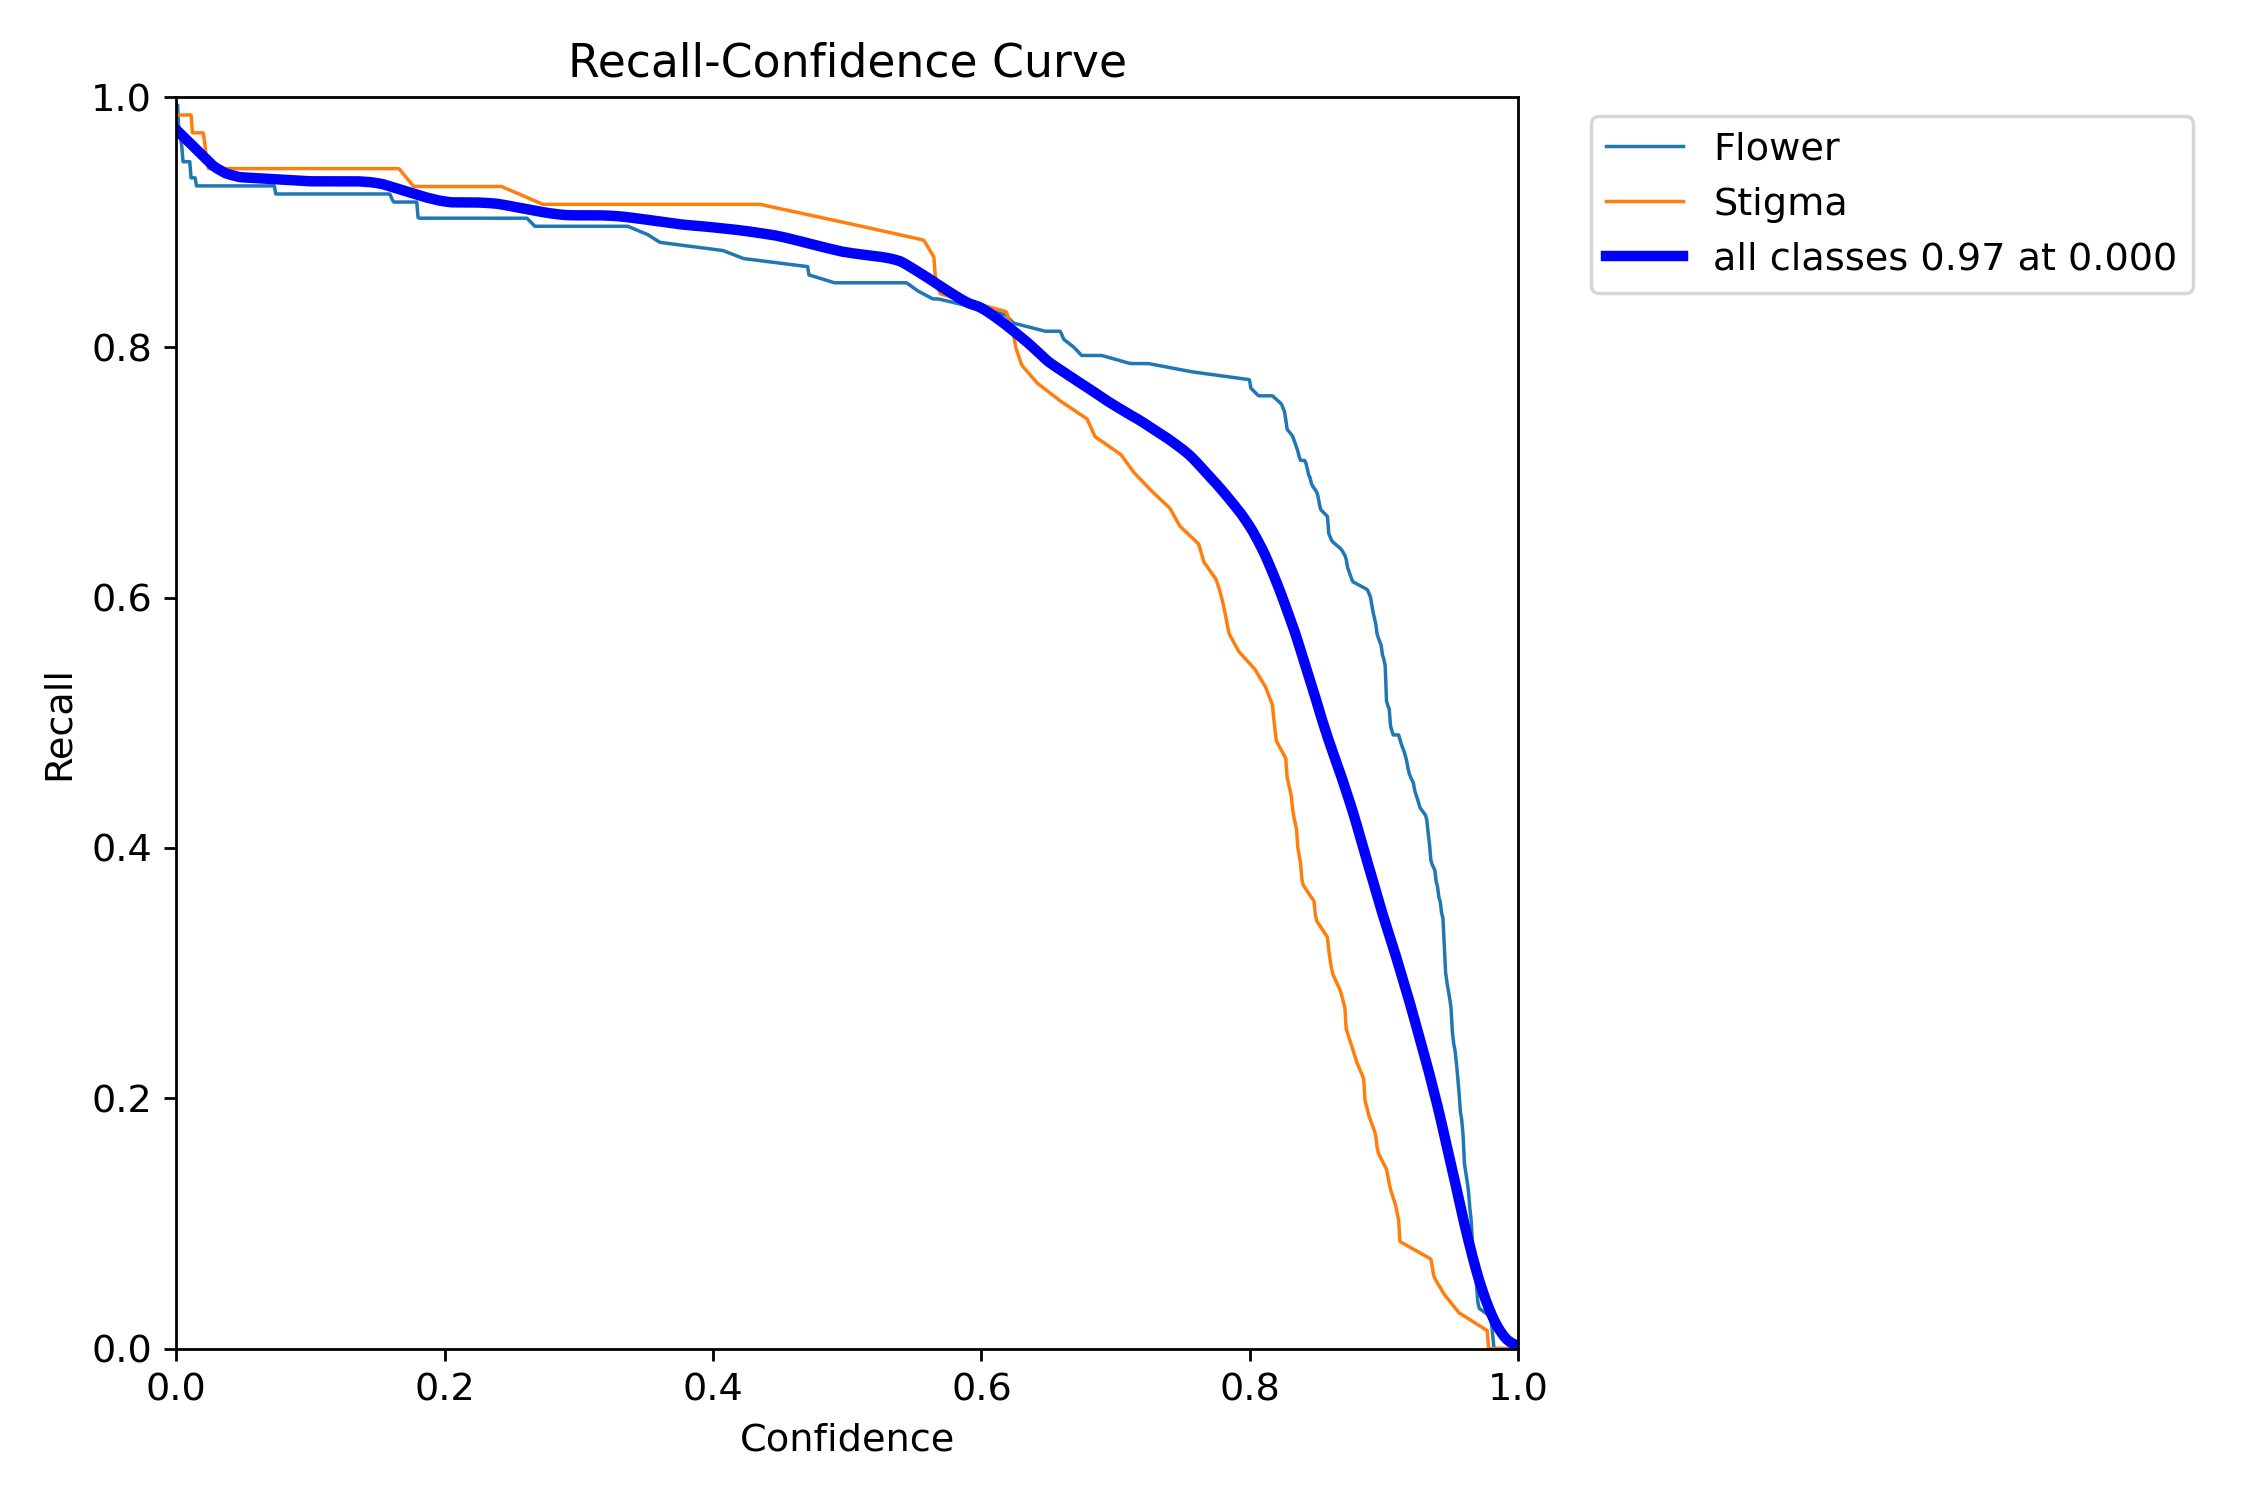 Recall-Confidence Curve
1.0
0.8
0.6
0.4
0.2
0.0
Recall
0.0 0.2 0.4 0.6 0.8 1.0
Confidence
Flower
Stigma
all classes 0.97 at 0.000